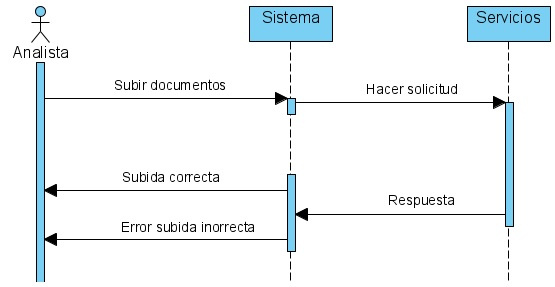 Sistema
Servicios
Analista
Subir documentos
Hacer solicitud
Subida correcta
Respuesta
Error subida inorrecta